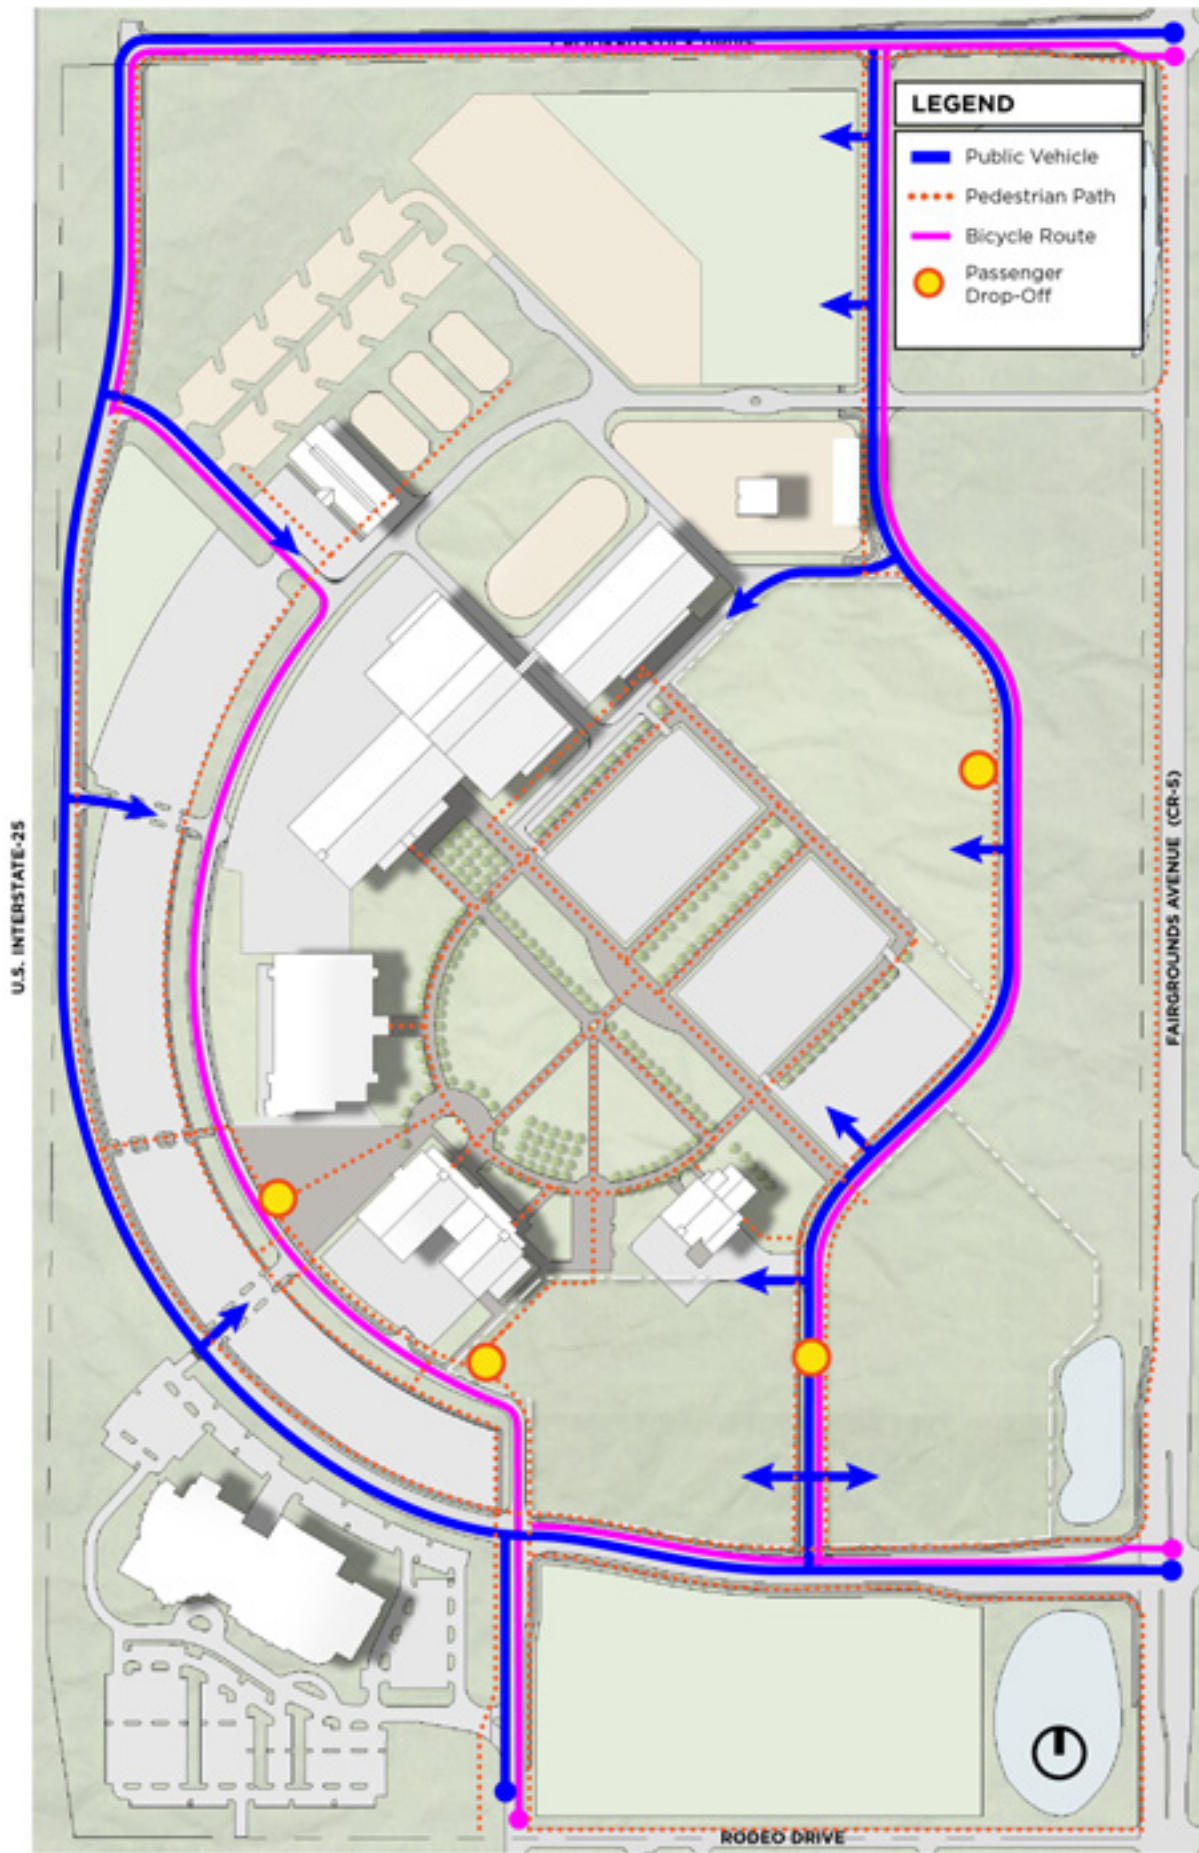 LEGEND
Public Vehicle
Pedestrian Path
Bicycle Route
Passenger
Drop-Off
U.S. INTERSTATE-25
FAIRGROUNDS AVENUE (CR-5)
RODEO DRIVE